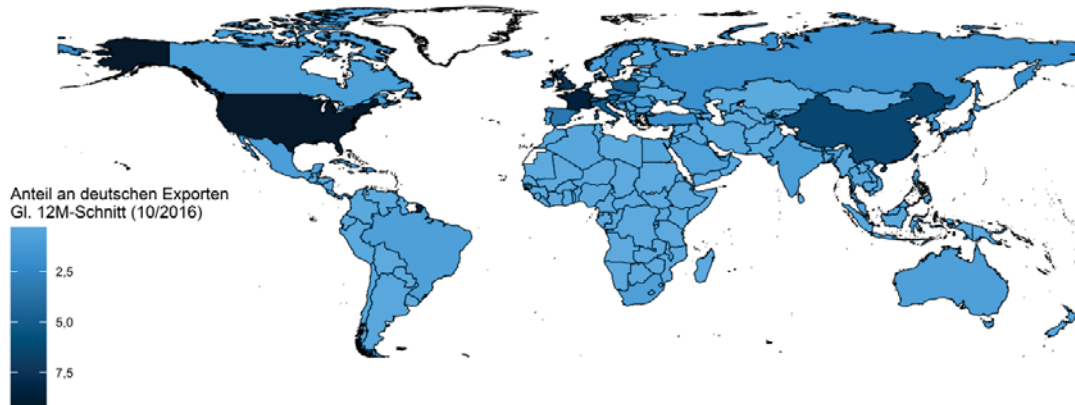 Anteil an deutschen Exporten
Gl. 12M-Schnitt (10/2016)
2,5
5,0
7,5